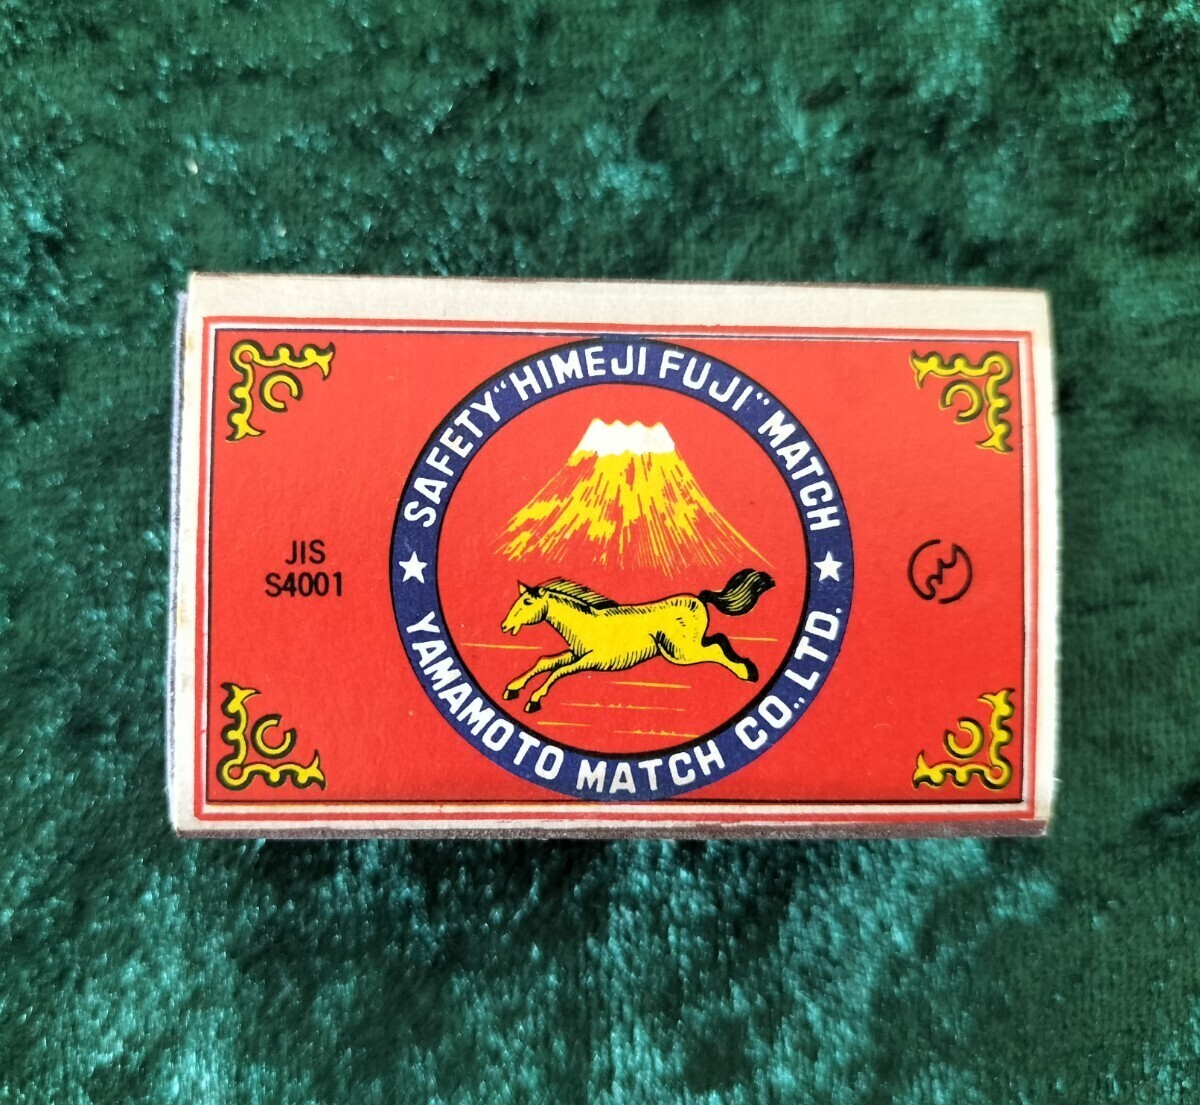 SAFETY "HIMEJI FUJI" MATCH
JIS
S4001
YAMAMOTO MATCH CO., LTD.